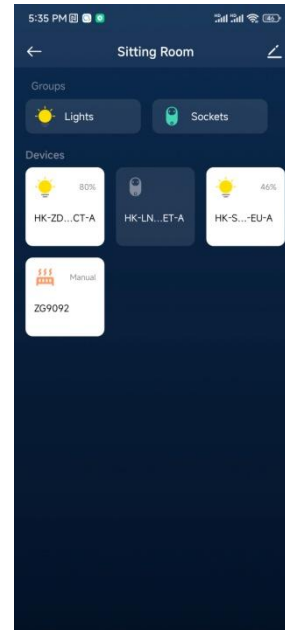 5:35 PM
46
Sitting Room
Groups
Lights
Sockets
Devices
80%
46%
HK-ZD...CT-A
HK-LN...ET-A
HK-S...-EU-A
Manual
ZG9092